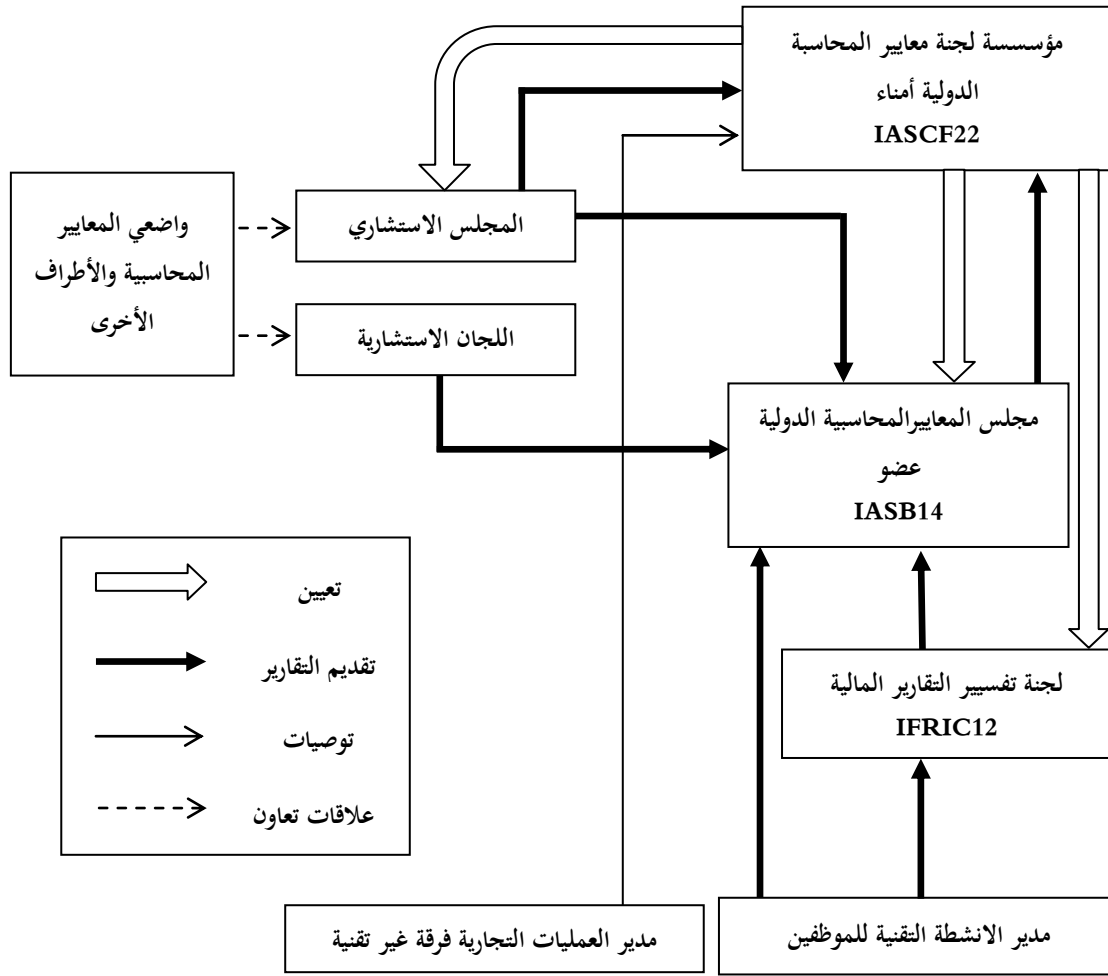 مؤسسسة لجنة معايير المحاسبة
الدولية أمناء
IASCF22
واضعي المعايير
المحاسبية والأطراف
الأخرى
المجلس الاستشاري
اللجان الاستشارية
مجلس المعاييرالمحاسبية الدولية
عضو
IASB14
تعيين
تقديم التقارير
توصيات
علاقات تعاون
لجنة تفسيير التقارير المالية
IFRIC12
مدير العمليات التجارية فرقة غير تقنية
مدير الانشطة التقنية للموظفين